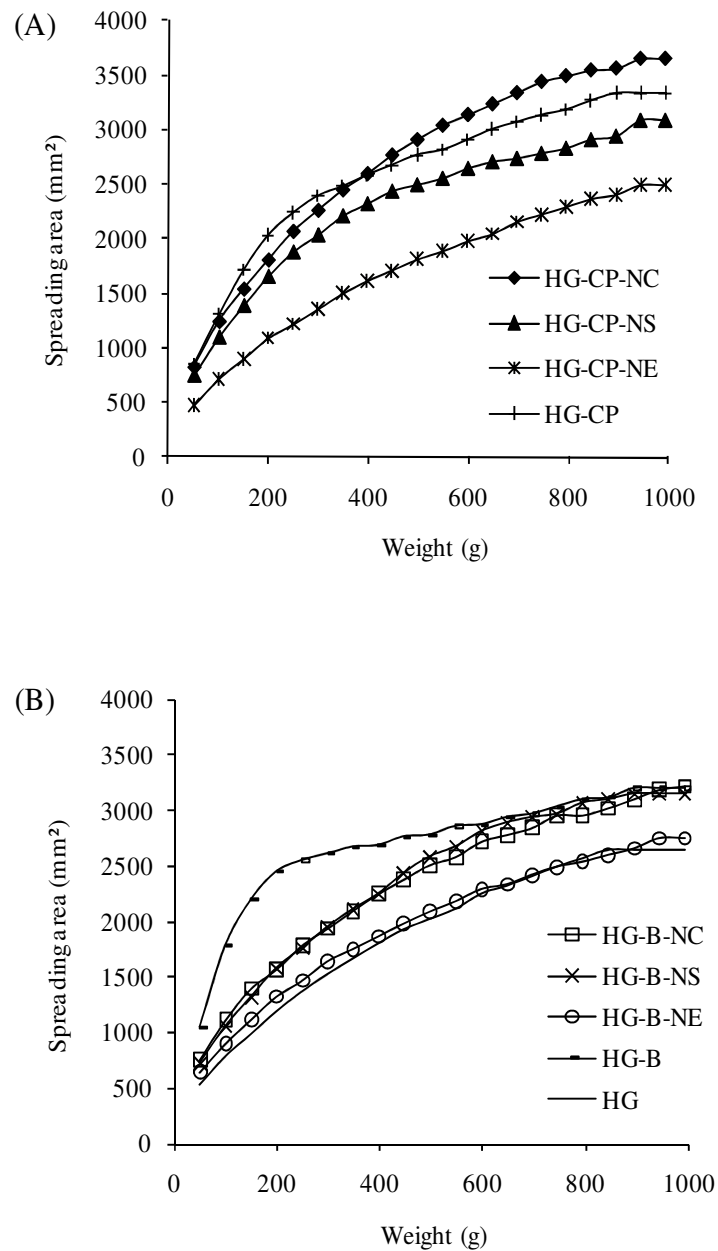 (A)
4000
3500
3000
2500
2000
1500
1000
500
0
Spreading area (mm²)
HG-CP-NC
HG-CP-NS
HG-CP-NE
HG-CP
0 200 400 600 800 1000
Weight (g)
(B)
4000
3500
3000
2500
2000
1500
1000
500
0
Spreading area (mm²)
HG-B-NC
HG-B-NS
HG-B-NE
HG-B
HG
0 200 400 600 800 1000
Weight (g)